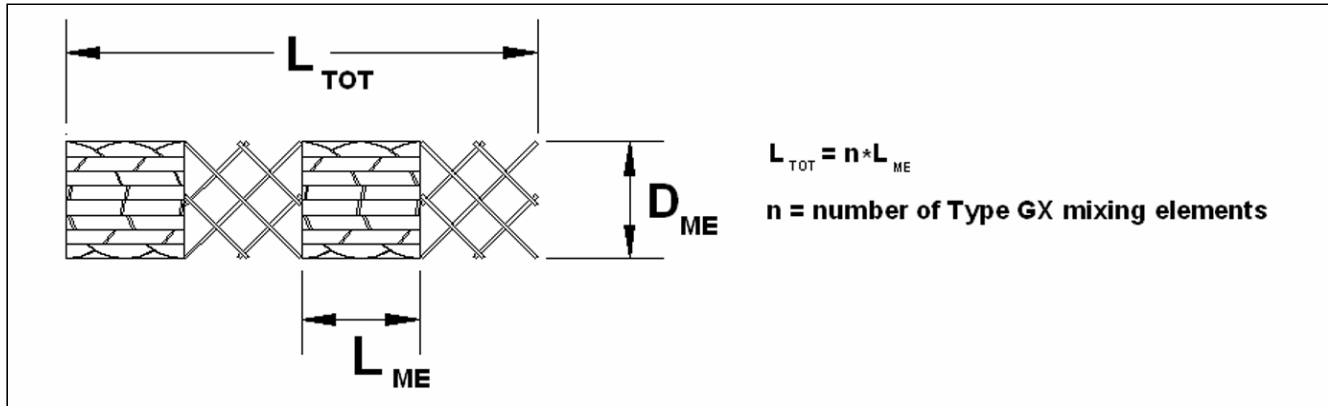 L TOT
L TOT = n*L ME
D ME
n = number of Type GX mixing elements
L ME